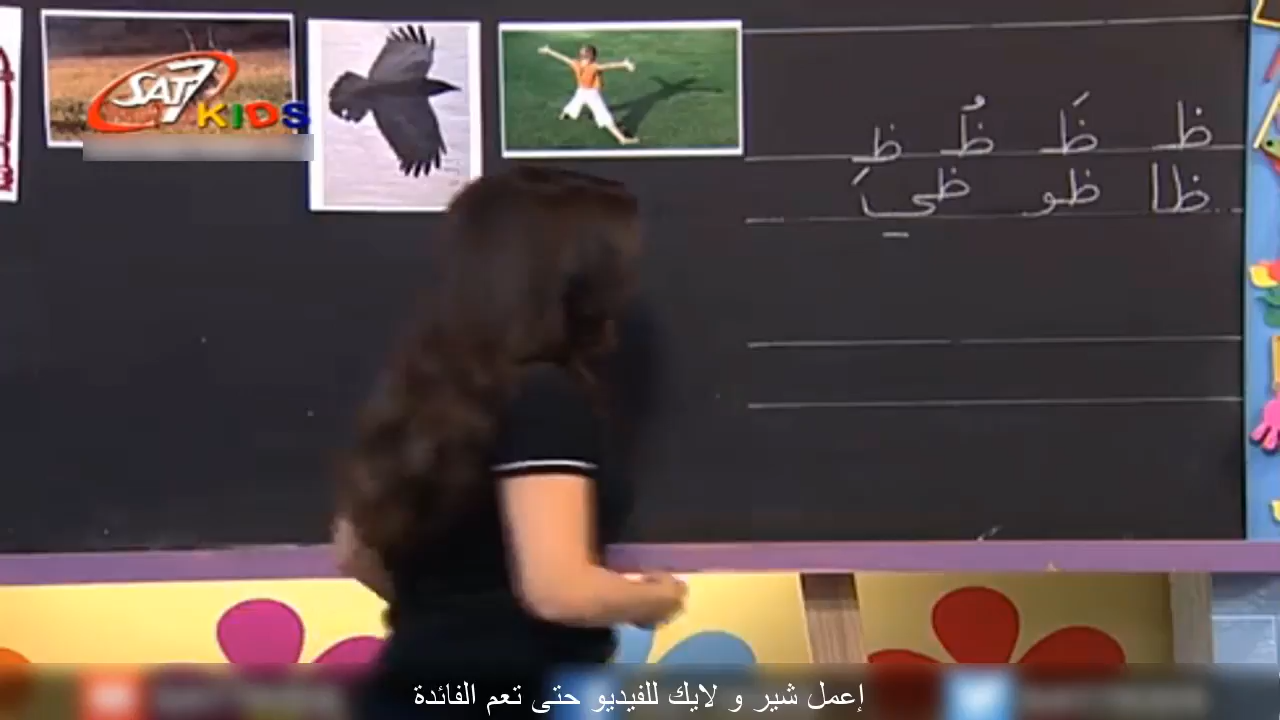 SAT7
KIDS
ظ ظَ ظُ ظِ
ظا ظو ظي
إعمل شير و لايك للفيديو حتى تعم الفائدة